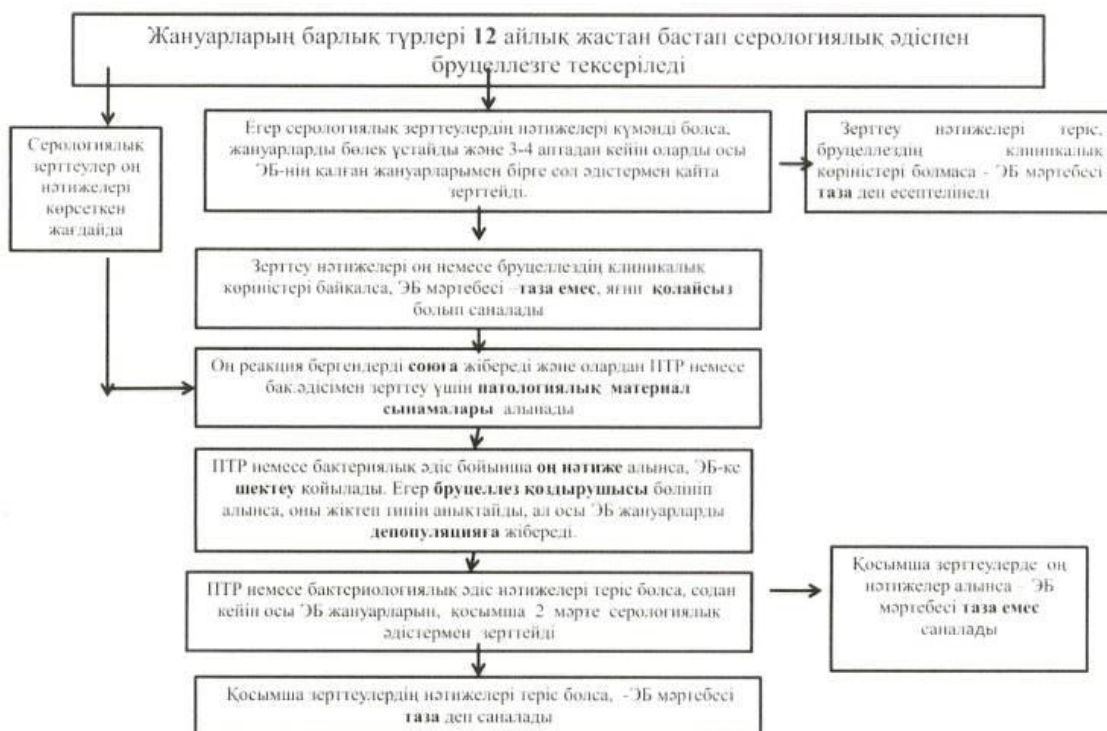 Жануарларың барлық түрлері 12 айлық жастан бастап серологиялық әдіспен
бруцеллезге тексеріледі
Серологиялық
зерттеулер оң
нәтижелері
көрсеткен
жағдайда
Егер серологиялық зерттеулердің нәтижелері күмәнді болса,
жануарларды бөлек ұстайды және 3-4 аптадан кейін оларды осы
ЭБ-нің қалған жануарларымен бірге сол әдістермен қайта
зерттейді.
Зерттеу нәтижелері теріс,
бруцеллездің клиникалық
көріністері болмаса - ЭБ мәртебесі
таза деп есептелінеді
Зерттеу нәтижелері оң немесе бруцеллездің клиникалық
көріністері байқалса, ЭБ мәртебесі –таза емес, яғни қолайсыз
болып саналады
Оң реакция бергендерді союға жібереді және олардан ПТР немесе
бак.әдісімен зерттеу үшін патологиялық материал
сынамалары алынады
ПТР немесе бактериялық әдіс бойынша оң нәтиже алынса, ЭБ-ке
шектеу қойылады. Егер бруцеллез қоздырушысы бөлініп
алынса, оны жіктеп типін анықтайды, ал осы ЭБ жануарларды
депопуляцияға жібереді.
ПТР немесе бактериологиялық әдіс нәтижелері теріс болса, содан
кейін осы ЭБ жануарларын, қосымша 2 мәрте серологиялық
әдістермен зерттейді
Қосымша зерттеулерде оң
нәтижелер алынса – ЭБ
мәртебесі таза емес
саналады
Қосымша зерттеулердің нәтижелері теріс болса, -ЭБ мәртебесі
таза деп саналады